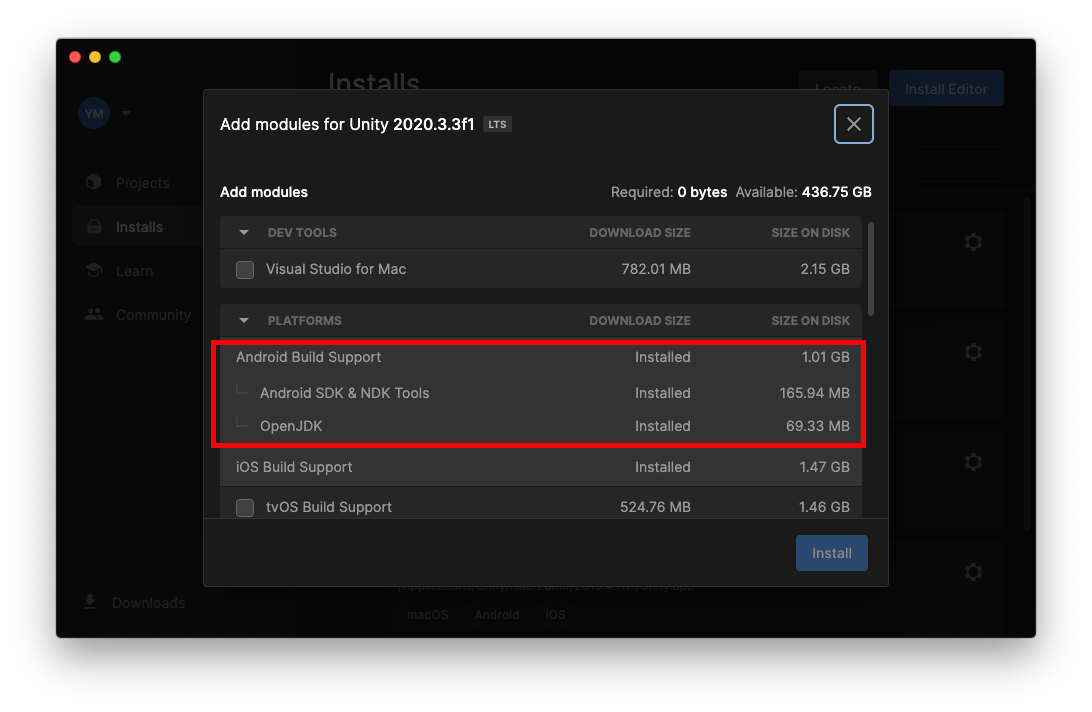 Installs
Locate
Install Editor
YM
Add modules for Unity 2020.3.3f1 LTS
Projects
Installs
Learn
Community
Add modules
Required: 0 bytes Available: 436.75 GB
DEV TOOLS DOWNLOAD SIZE SIZE ON DISK
Visual Studio for Mac 782.01 MB 2.15 GB
PLATFORMS DOWNLOAD SIZE SIZE ON DISK
Android Build Support Installed 1.01 GB
Android SDK & NDK Tools Installed 165.94 MB
OpenJDK Installed 69.33 MB
iOS Build Support Installed 1.47 GB
tvOS Build Support 524.76 MB 1.46 GB
Install
Downloads
macOS Android iOS